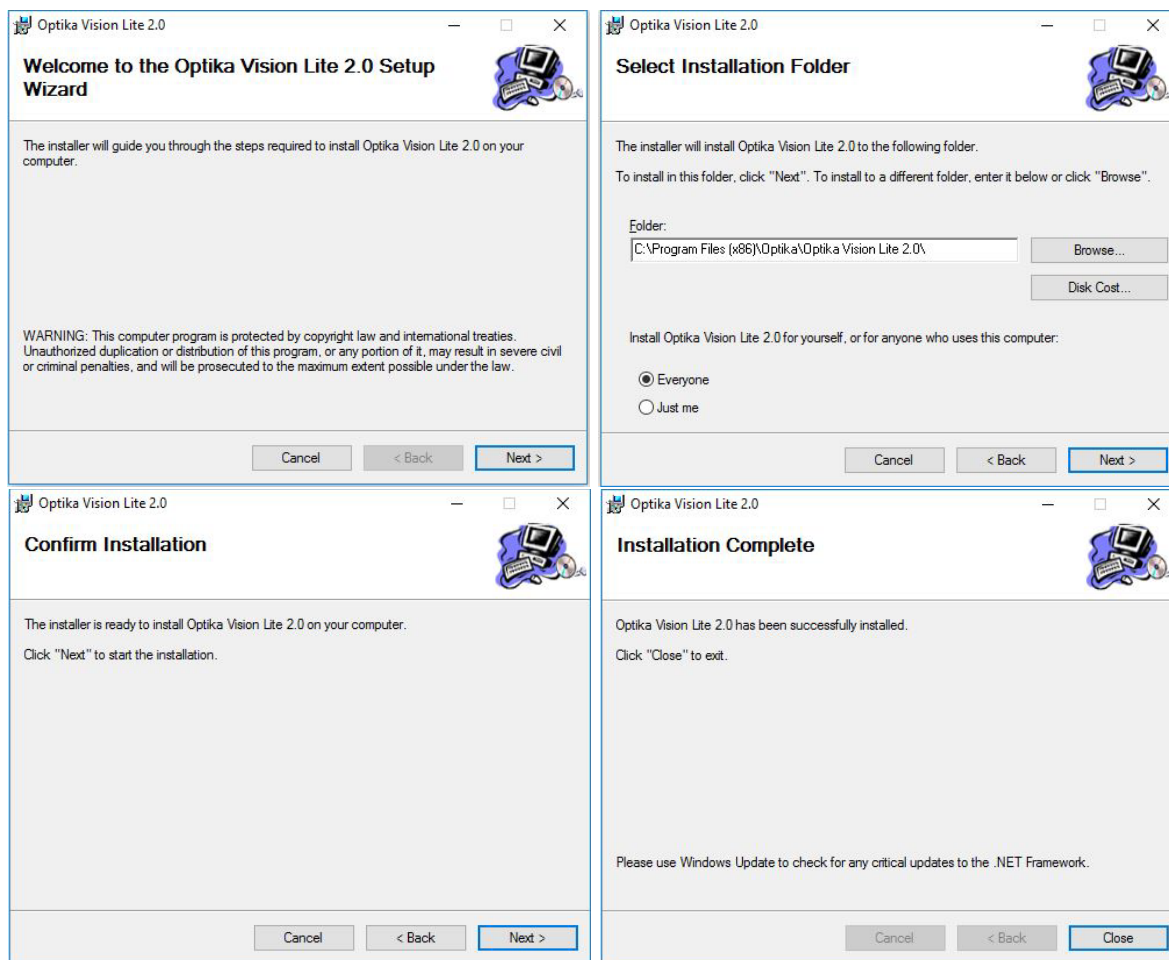 Optika Vision Lite 2.0
Welcome to the Optika Vision Lite 2.0 Setup
Wizard
The installer will guide you through the steps required to install Optika Vision Lite 2.0 on your
computer.
WARNING: This computer program is protected by copyright law and international treaties.
Unauthorized duplication or distribution of this program, or any portion of it, may result in severe civil
or criminal penalties, and will be prosecuted to the maximum extent possible under the law.
Cancel < Back Next >
Optika Vision Lite 2.0
Select Installation Folder
The installer will install Optika Vision Lite 2.0 to the following folder.
To install in this folder, click "Next". To install to a different folder, enter it below or click "Browse".
Folder:
C:\Program Files (x86)\Optika\Optika Vision Lite 2.0\
Browse...
Disk Cost...
Install Optika Vision Lite 2.0 for yourself, or for anyone who uses this computer:
Everyone
Just me
Cancel < Back Next >
Optika Vision Lite 2.0
Confirm Installation
The installer is ready to install Optika Vision Lite 2.0 on your computer.
Click "Next" to start the installation.
Cancel < Back Next >
Optika Vision Lite 2.0
Installation Complete
Optika Vision Lite 2.0 has been successfully installed.
Click "Close" to exit.
Please use Windows Update to check for any critical updates to the .NET Framework.
Cancel < Back Close